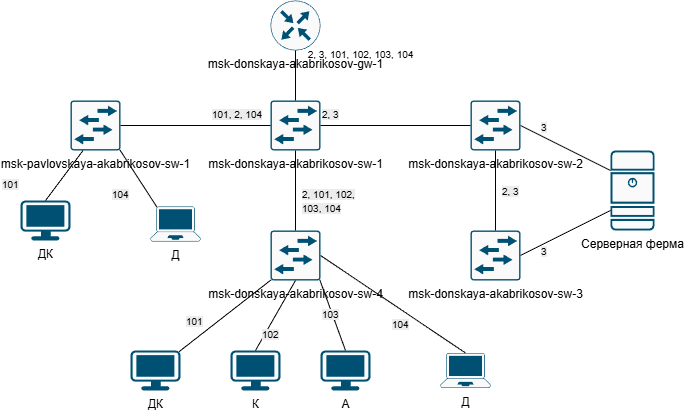 2, 3, 101, 102, 103, 104
msk-donskaya-akabrikosov-gw-1
101, 2, 104
2, 3
3
msk-pavlovskaya-akabrikosov-sw-1
msk-donskaya-akabrikosov-sw-1
msk-donskaya-akabrikosov-sw-2
101
104
2, 101, 102,
103, 104
2, 3
3
Серверная ферма
ДК
Д
msk-donskaya-akabrikosov-sw-4
msk-donskaya-akabrikosov-sw-3
101
102
103
104
ДК
К
А
Д